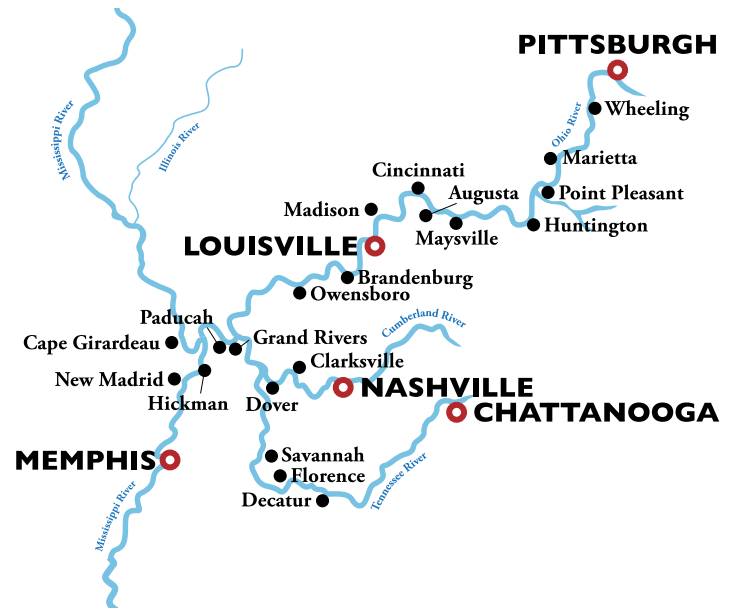 PITTSBURGH
Wheeling
Ohio River
Mississippi River
Illinois River
Marietta
Cincinnati
Augusta
Point Pleasant
Madison
Maysville
Huntington
LOUISVILLE
Brandenburg
Owensboro
Paducah
Cumberland River
Cape Girardeau
Grand Rivers
Clarksville
New Madrid
NASHVILLE
Hickman
Dover
CHATTANOOGA
MEMPHIS
Savannah
Florence
Tennessee River
Decatur
Mississippi River